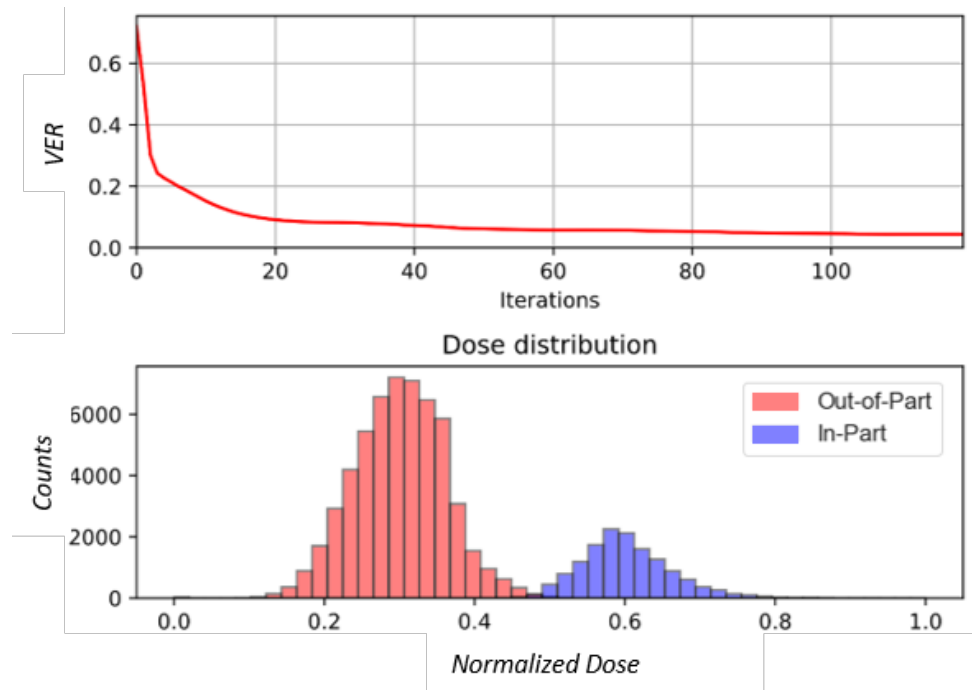 VER
0.6
0.4
0.2
0.0
0 20 40 60 80 100
Iterations
Dose distribution
Counts
6000
4000
2000
0
Out-of-Part
In-Part
0.0 0.2 0.4 0.6 0.8 1.0
Normalized Dose